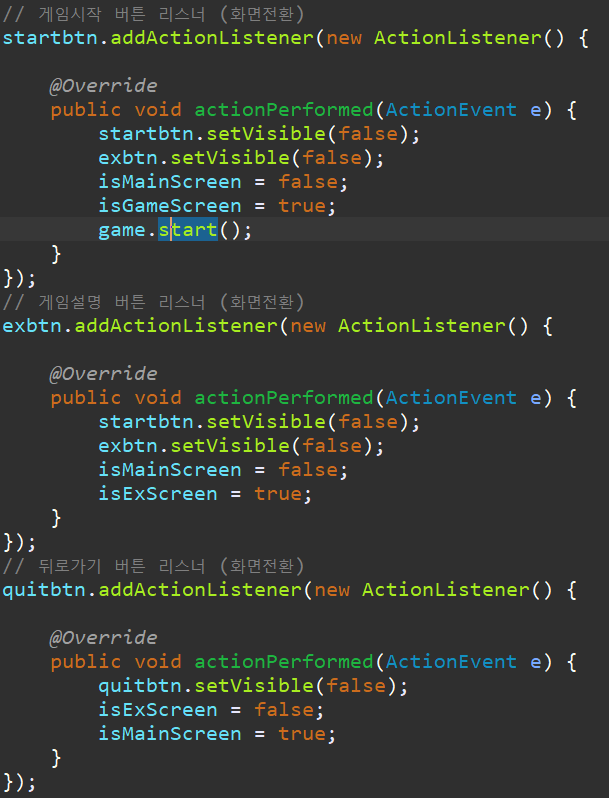 // 게임시작 버튼 리스너 (화면전환)
startbtn.addActionListener(new ActionListener() {
@Override
public void actionPerformed(ActionEvent e) {
startbtn.setVisible(false);
exbtn.setVisible(false);
isMainScreen = false;
isGameScreen = true;
game.start();
}
});
// 게임설명 버튼 리스너 (화면전환)
exbtn.addActionListener(new ActionListener() {
@Override
public void actionPerformed(ActionEvent e) {
startbtn.setVisible(false);
exbtn.setVisible(false);
isMainScreen = false;
isExScreen = true;
}
});
// 뒤로가기 버튼 리스너 (화면전환)
quitbtn.addActionListener(new ActionListener() {
@Override
public void actionPerformed(ActionEvent e) {
quitbtn.setVisible(false);
isExScreen = false;
isMainScreen = true;
}
});